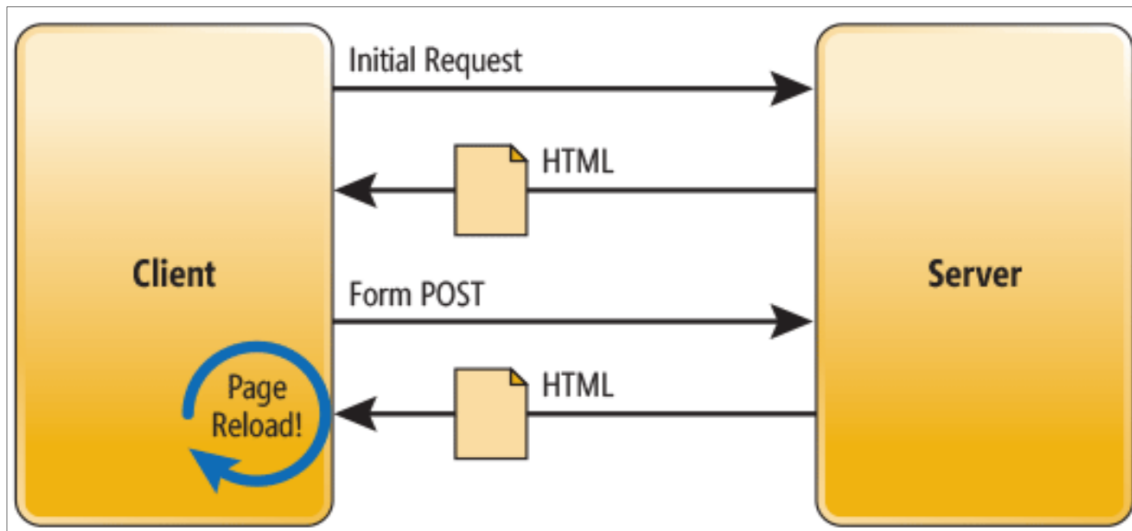 Initial Request
HTML
Client
Server
Form POST
HTML
Page
Reload!